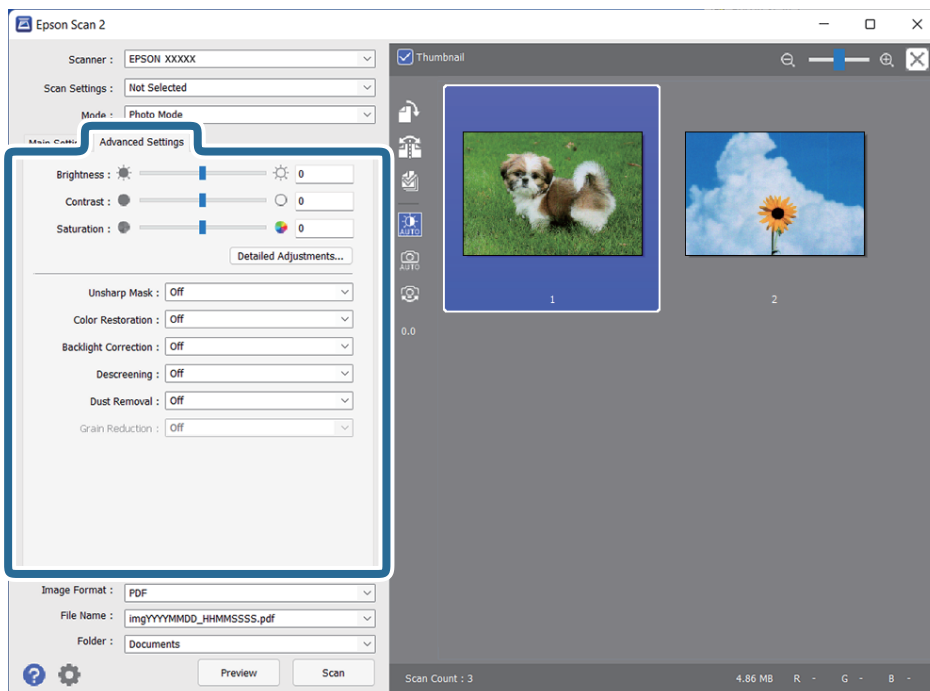 Epson Scan 2
Scanner : EPSON XXXXX
Scan Settings : Not Selected
Mode : Photo Mode
Advanced Settings
Brightness : 0
Contrast : 0
Saturation : 0
Detailed Adjustments...
Unsharp Mask : Off
Color Restoration : Off
Backlight Correction : Off
Descreening : Off
Dust Removal : Off
Grain Reduction : Off
Image Format : PDF
File Name : imgYYYYMMDD_HHMMSSSS.pdf
Folder : Documents
?
Preview
Scan
Thumbnail
AUTO
AUTO
0.0
1
2
Scan Count : 3
4.86 MB R - G - B -